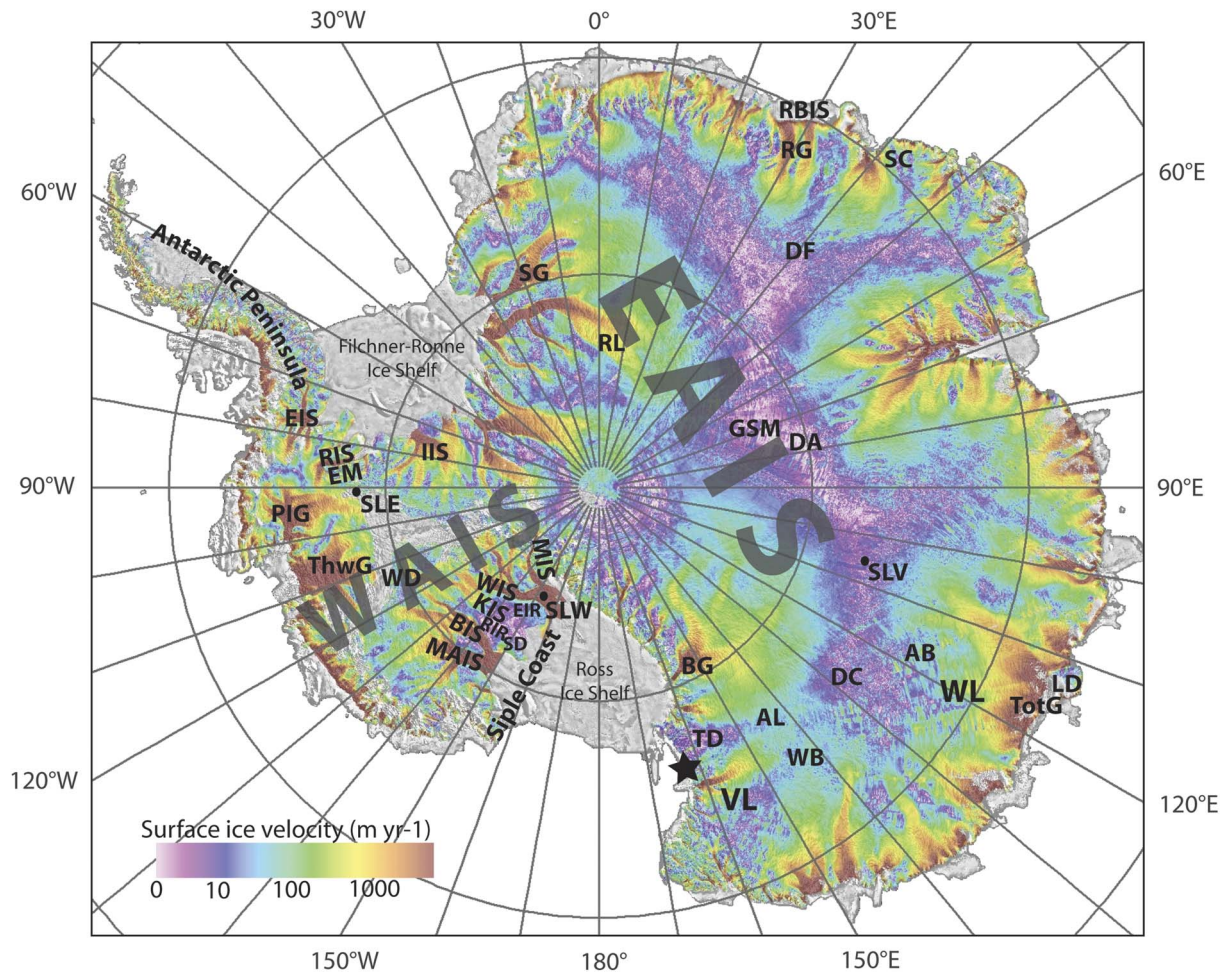 30°W 0° 30°E
RBIS
RG
SC
60°W
60°E
Antarctic Peninsula
DF
SG
EAIS
RL
Filchner-Ronne
Ice Shelf
EIS
GSM
DA
RIS
IIS
EM
90°W
90°E
SLE
PIG
WAIS
MIS
ThwG
WD
SLV
WIS
KIS
EIR
SLW
RIR
BIS
SD
MAIS
Siple Coast
Ross
Ice Shelf
BG
AB
DC
WL
LD
TotG
AL
TD
WB
120°W
VL
120°E
Surface ice velocity (m yr-1)
0 10 100 1000
150°W 180° 150°E